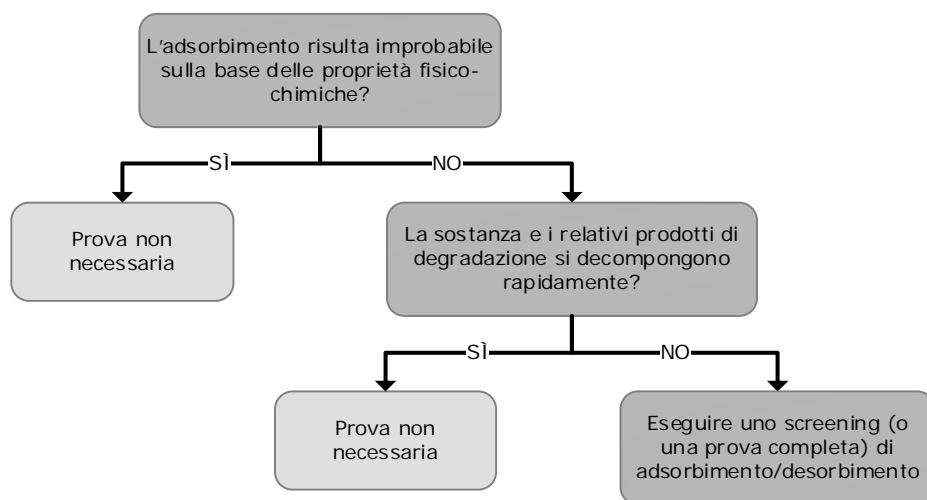 L'adsorbimento risulta improbabile
sulla base delle proprietà fisico-
chimiche?
SÌ
NO
Prova non
necessaria
La sostanza e i relativi prodotti di
degradazione si decompongono
rapidamente?
SÌ
NO
Prova non
necessaria
Eseguire uno screening (o
una prova completa) di
adsorbimento/desorbimento